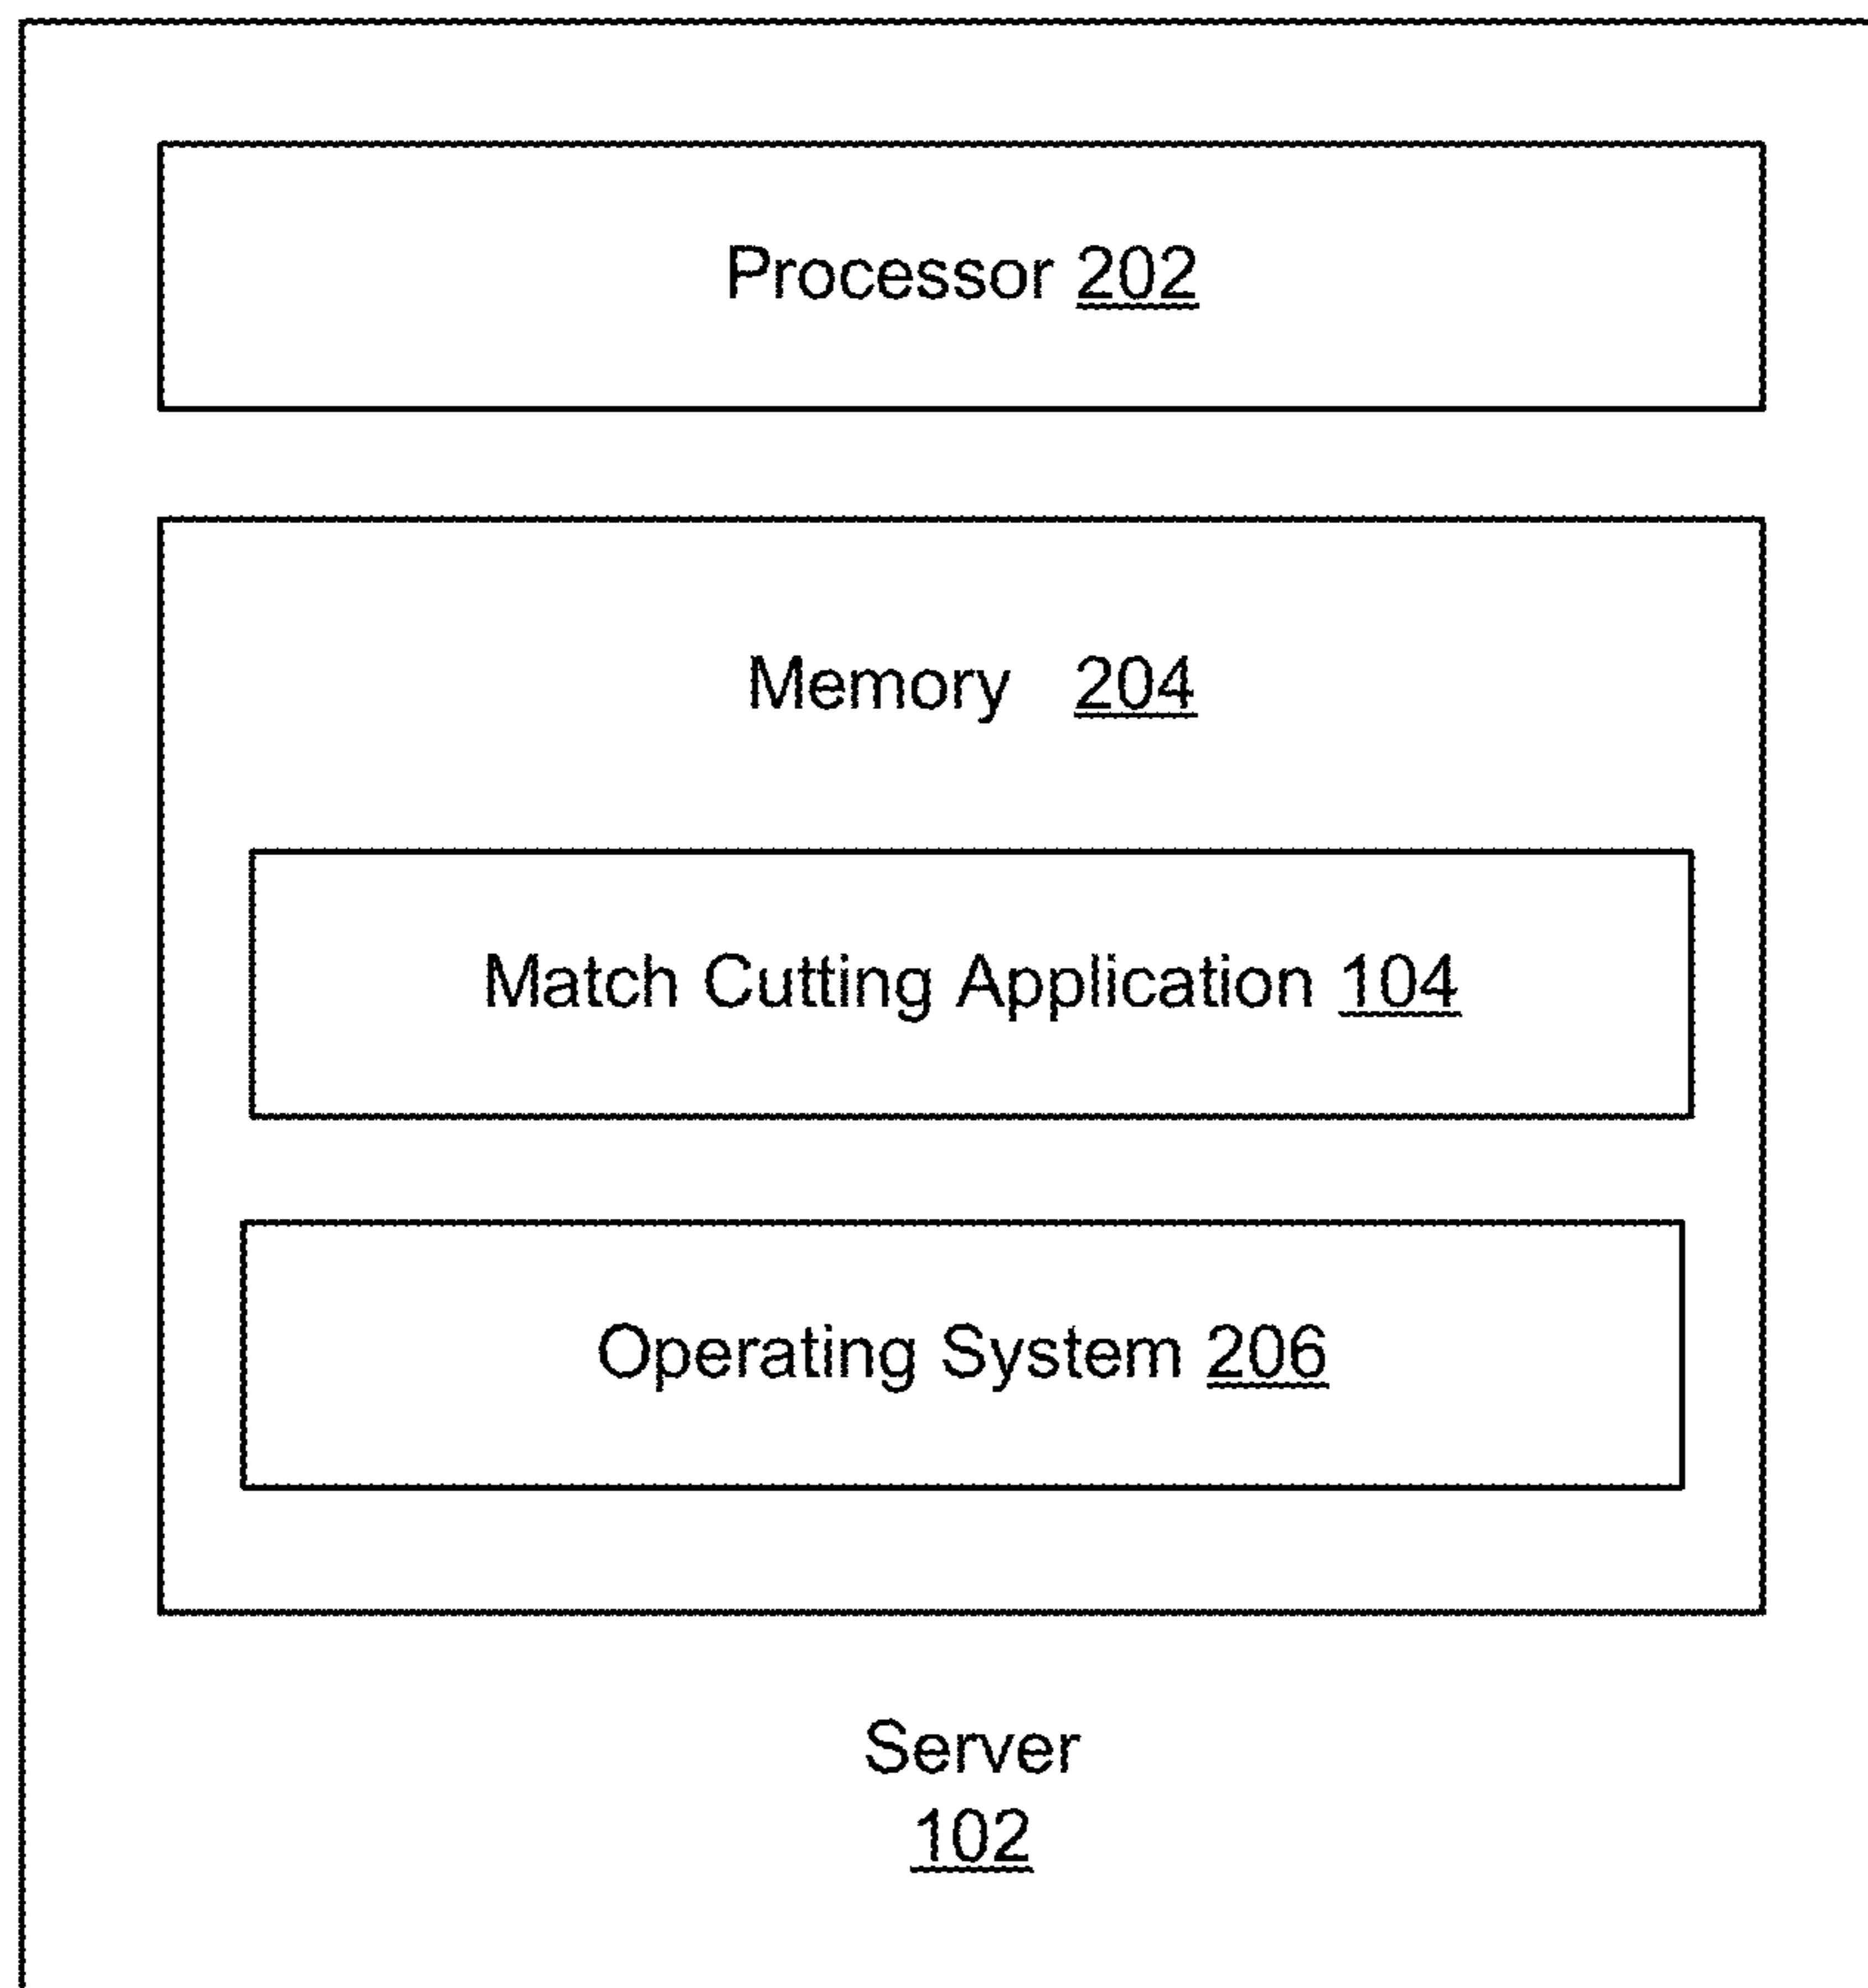 Processor 202
Memory 204
Match Cutting Application 104
Operating System 206
Server
102